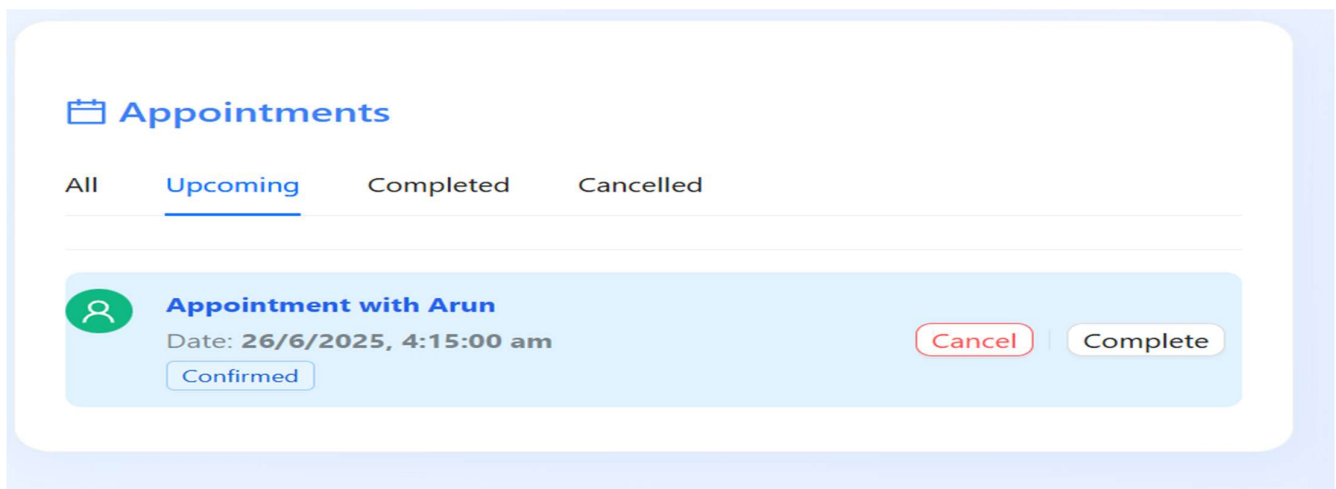 Appointments
All Upcoming Completed Cancelled
Appointment with Arun
Date: 26/6/2025, 4:15:00 am
Cancel Complete
Confirmed